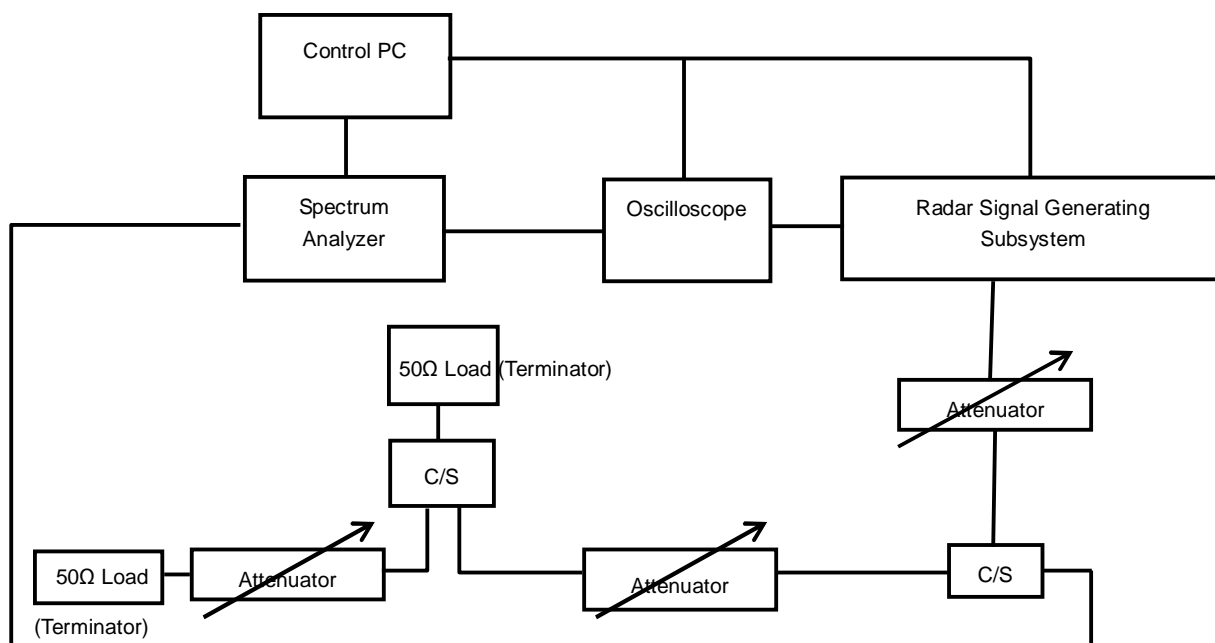 Control PC
Spectrum
Analyzer
Oscilloscope
Radar Signal Generating
Subsystem
50Ω Load (Terminator)
Attenuator
C/S
50Ω Load
(Terminator)
Attenuator
Attenuator
C/S